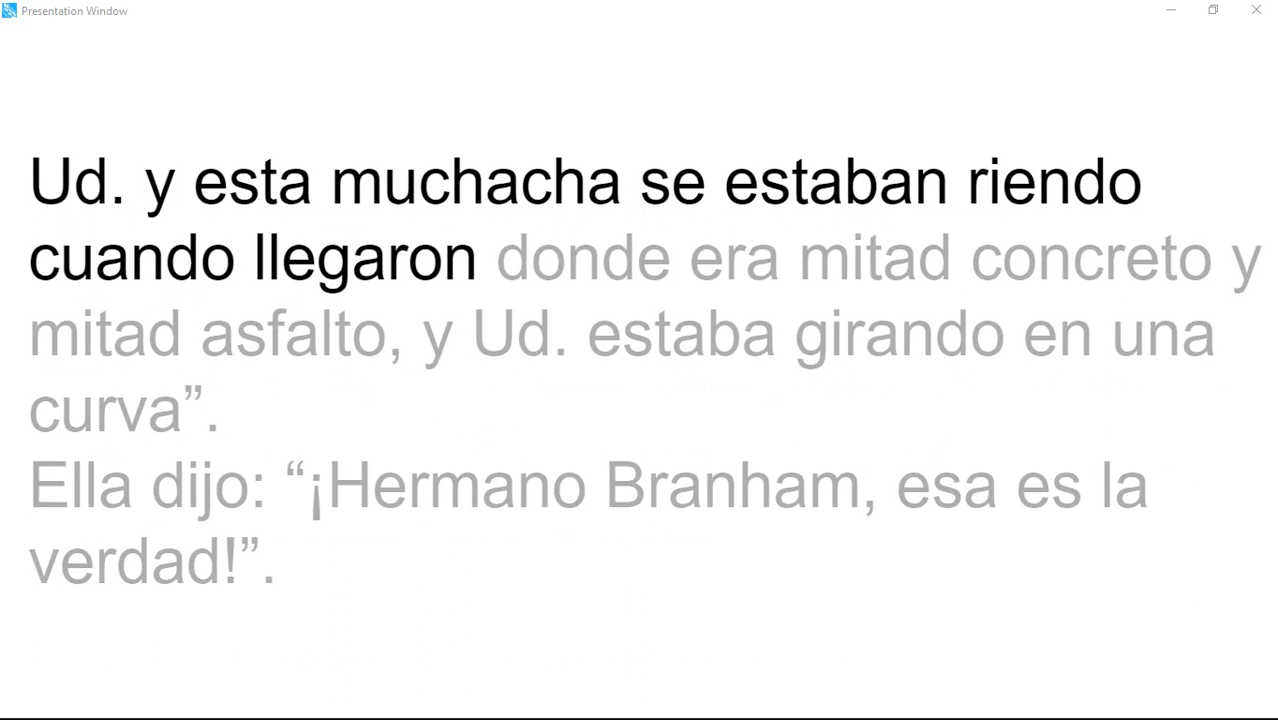 Presentation Window
Ud. y esta muchacha se estaban riendo
cuando llegaron donde era mitad concreto y
mitad asfalto, y Ud. estaba girando en una
curva”.
Ella dijo: “¡Hermano Branham, esa es la
verdad!”.